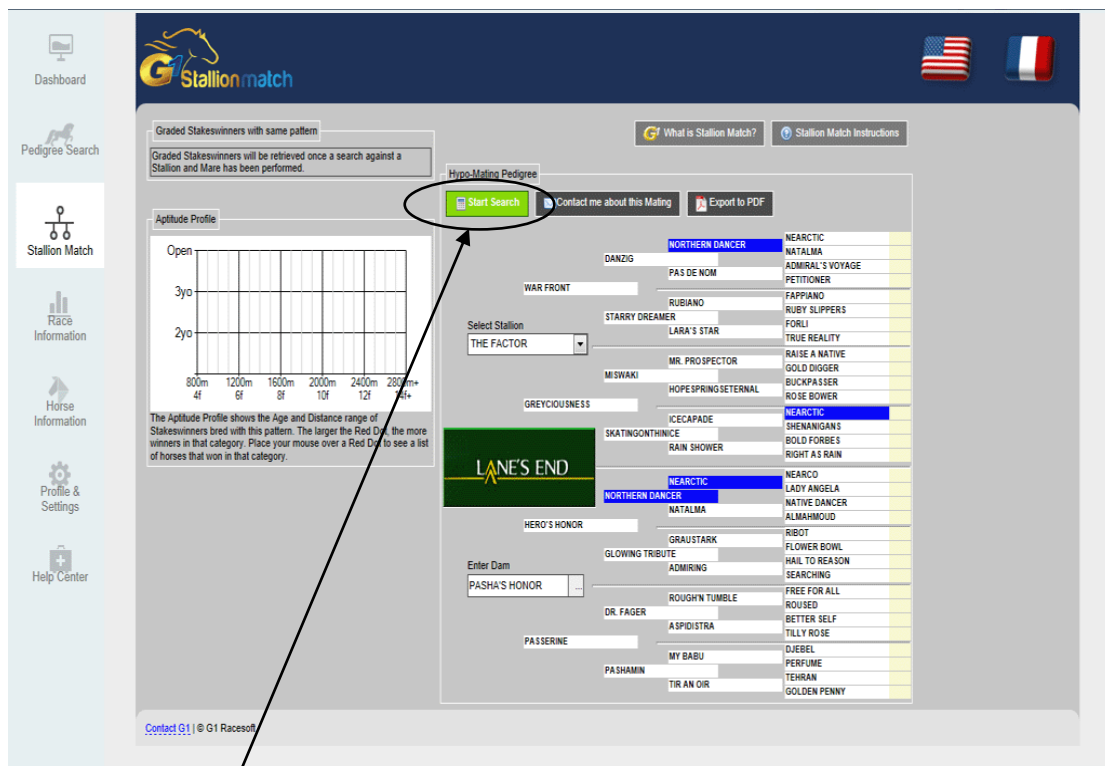 Dashboard
Pedigree Search
Stallion Match
Race
Information
Horse
Information
Profile &
Settings
Help Center
G1 Stallionmatch
Graded Stakeswinners with same pattern
Graded Stakeswinners will be retrieved once a search against a
Stallion and Mare has been performed.
Aptitude Profile
Open
3yo
2yo
800m 1200m 1600m 2000m 2400m 2800m+
4f 6f 8f 10f 12f 14f+
The Aptitude Profile shows the Age and Distance range of
Stakeswinners bred with this pattern. The larger the Red Dot, the more
winners in that category. Place your mouse over a Red Dot to see a list
of horses that won in that category.
What is Stallion Match?
Stallion Match Instructions
Hypo-Mating Pedigree
Start Search
Contact me about this Mating
Export to PDF
Select Stallion
THE FACTOR
LANE'S END
Enter Dam
PASHA'S HONOR
...
WAR FRONT
GREYCIOUSNESS
HERO'S HONOR
PASSERINE
DANZIG
STARRY DREAMER
MISWAKI
SKATINGONTHINICE
NORTHERN DANCER
GLOWING TRIBUTE
DR. FAGER
PASHAMIN
NORTHERN DANCER
PAS DE NOM
RUBIANO
LARA'S STAR
MR. PROSPECTOR
HOPESPRINGSETERNAL
ICECAPADE
RAIN SHOWER
NEARCTIC
NATALMA
GRAUSTARK
ADMIRING
ROUGH'N TUMBLE
ASPIDISTRA
MY BABU
TIR AN OIR
NEARCTIC
NATALMA
ADMIRAL'S VOYAGE
PETITIONER
FAPPIANO
RUBY SLIPPERS
FORLI
TRUE REALITY
RAISE A NATIVE
GOLD DIGGER
BUCKPASSER
ROSE BOWER
NEARCTIC
SHENANIGANS
BOLD FORBES
RIGHT AS RAIN
NEARCO
LADY ANGELA
NATIVE DANCER
ALMAHMOUD
RIBOT
FLOWER BOWL
HAIL TO REASON
SEARCHING
FREE FOR ALL
ROUSED
BETTER SELF
TILLY ROSE
DJEBEL
PERFUME
TEHRAN
GOLDEN PENNY
Contact G1 | © G1 Racesoft